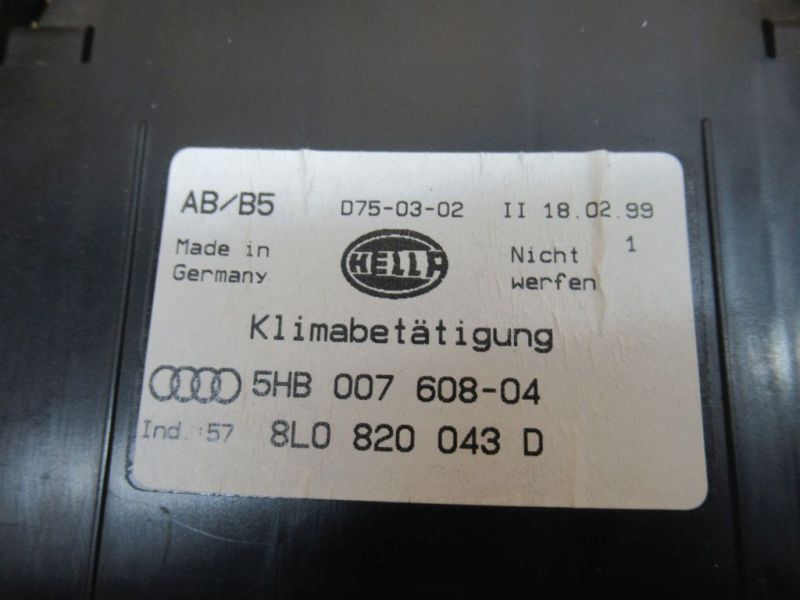 AB/B5 D75-03-02 II 18.02.99
Made in Germany
HELLA
Nicht werfen 1
Klimabetätigung
5HB 007 608-04
Ind.:57 8L0 820 043 D